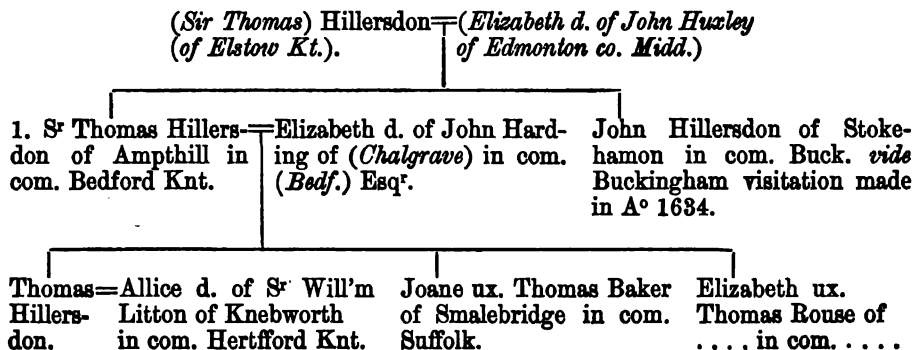 (Sir Thomas) Hillersdon=(Elizabeth d. of John Huxley
(of Elstow Kt.). of Edmonton co. Midd.)
1. Sr Thomas Hillers-=Elizabeth d. of John Hard- John Hillersdon of Stoke-
don of Ampthill in ing of (Chalgrave) in com. hamon in com. Buck. vide
com. Bedford Knt. (Bedf.) Esqr. Buckingham visitation made
in Ao 1634.
Thomas=Allice d. of Sr Will'm Joane ux. Thomas Baker Elizabeth ux.
Hillers- Litton of Knebworth of Smalebridge in com. Thomas Rouse of
don. in com. Hertfford Knt. Suffolk. . . . . in com. . . . . .